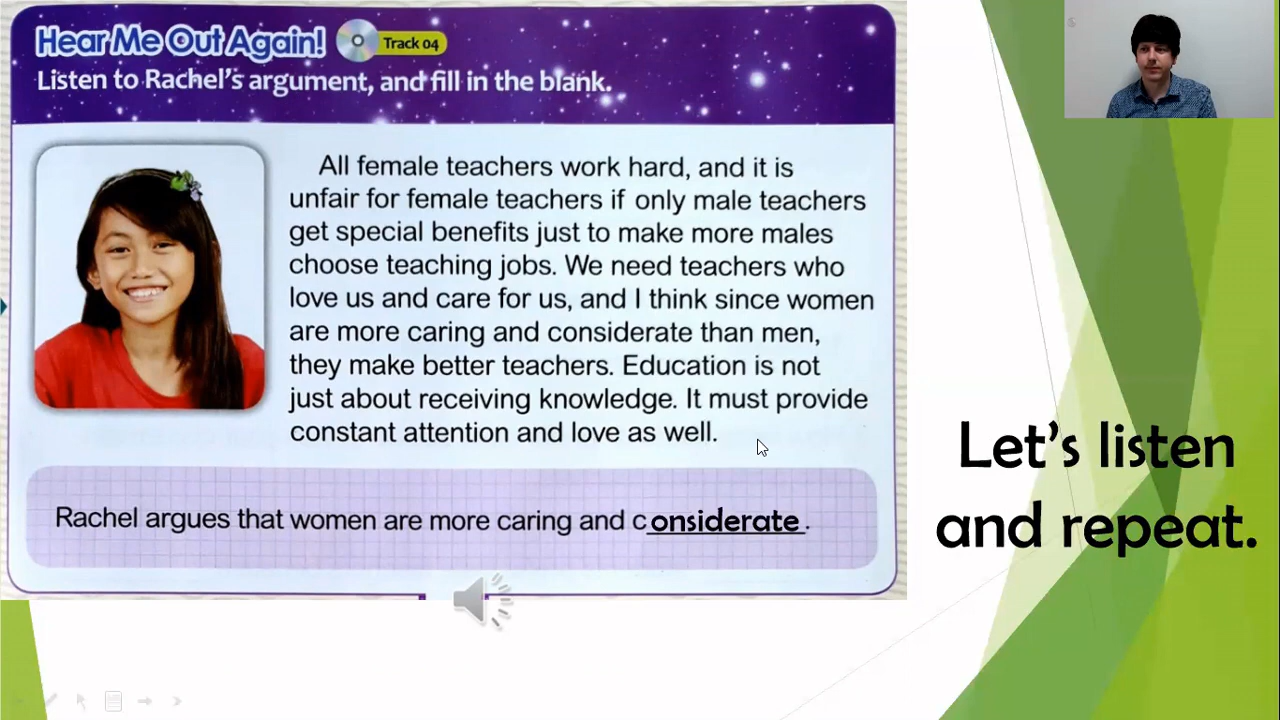 Hear Me Out Again!
Track 04
Listen to Rachel's argument, and fill in the blank.
All female teachers work hard, and it is
unfair for female teachers if only male teachers
get special benefits just to make more males
choose teaching jobs. We need teachers who
love us and care for us, and I think since women
are more caring and considerate than men,
they make better teachers. Education is not
just about receiving knowledge. It must provide
constant attention and love as well.
Rachel argues that women are more caring and considerate.
Let's listen
and repeat.